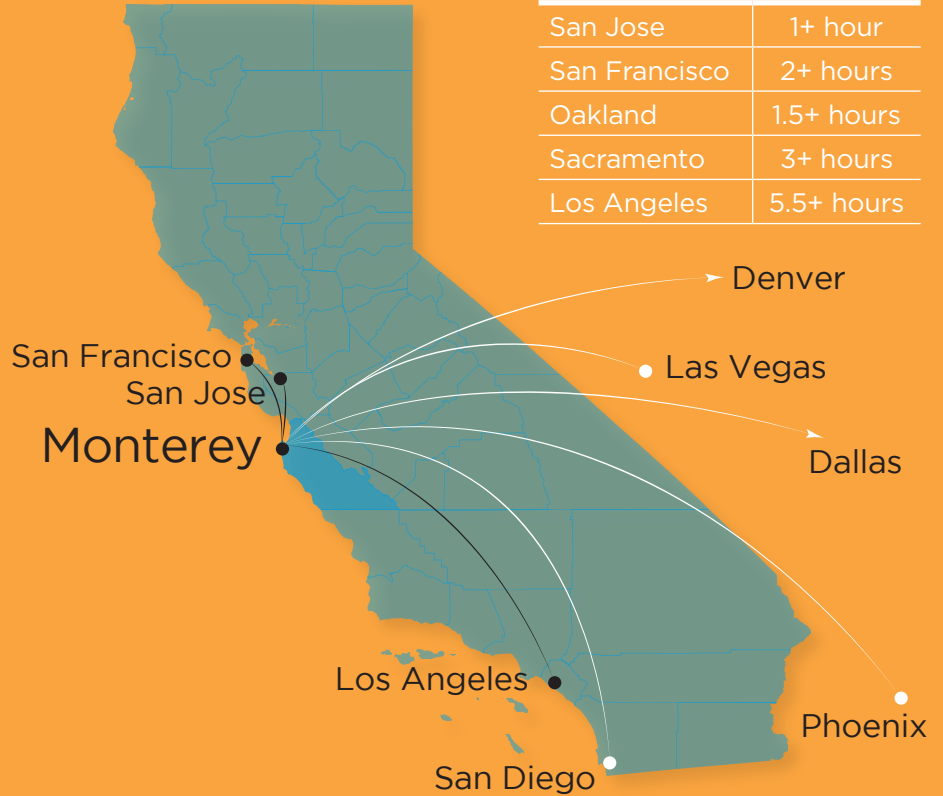 San Jose 1+ hour
San Francisco 2+ hours
Oakland 1.5+ hours
Sacramento 3+ hours
Los Angeles 5.5+ hours
Denver
San Francisco
Las Vegas
San Jose
Monterey
Dallas
Los Angeles
Phoenix
San Diego